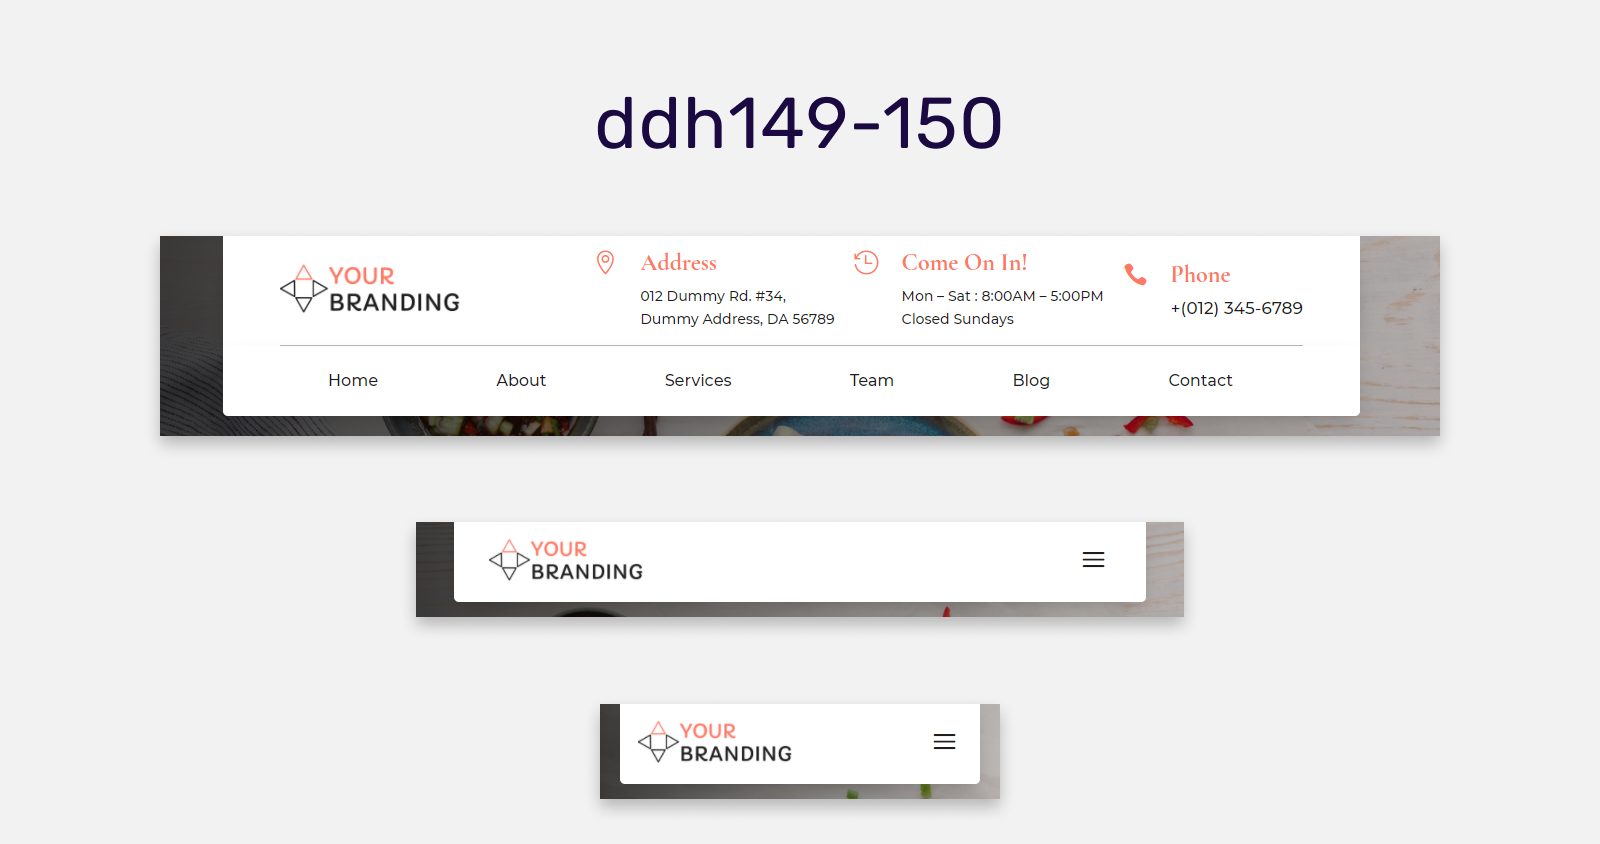 ddh149-150
YOUR
BRANDING
Address
012 Dummy Rd. #34,
Dummy Address, DA 56789
Come On In!
Mon – Sat : 8:00AM – 5:00PM
Closed Sundays
Phone
+(012) 345-6789
Home About Services Team Blog Contact
YOUR
BRANDING
YOUR
BRANDING